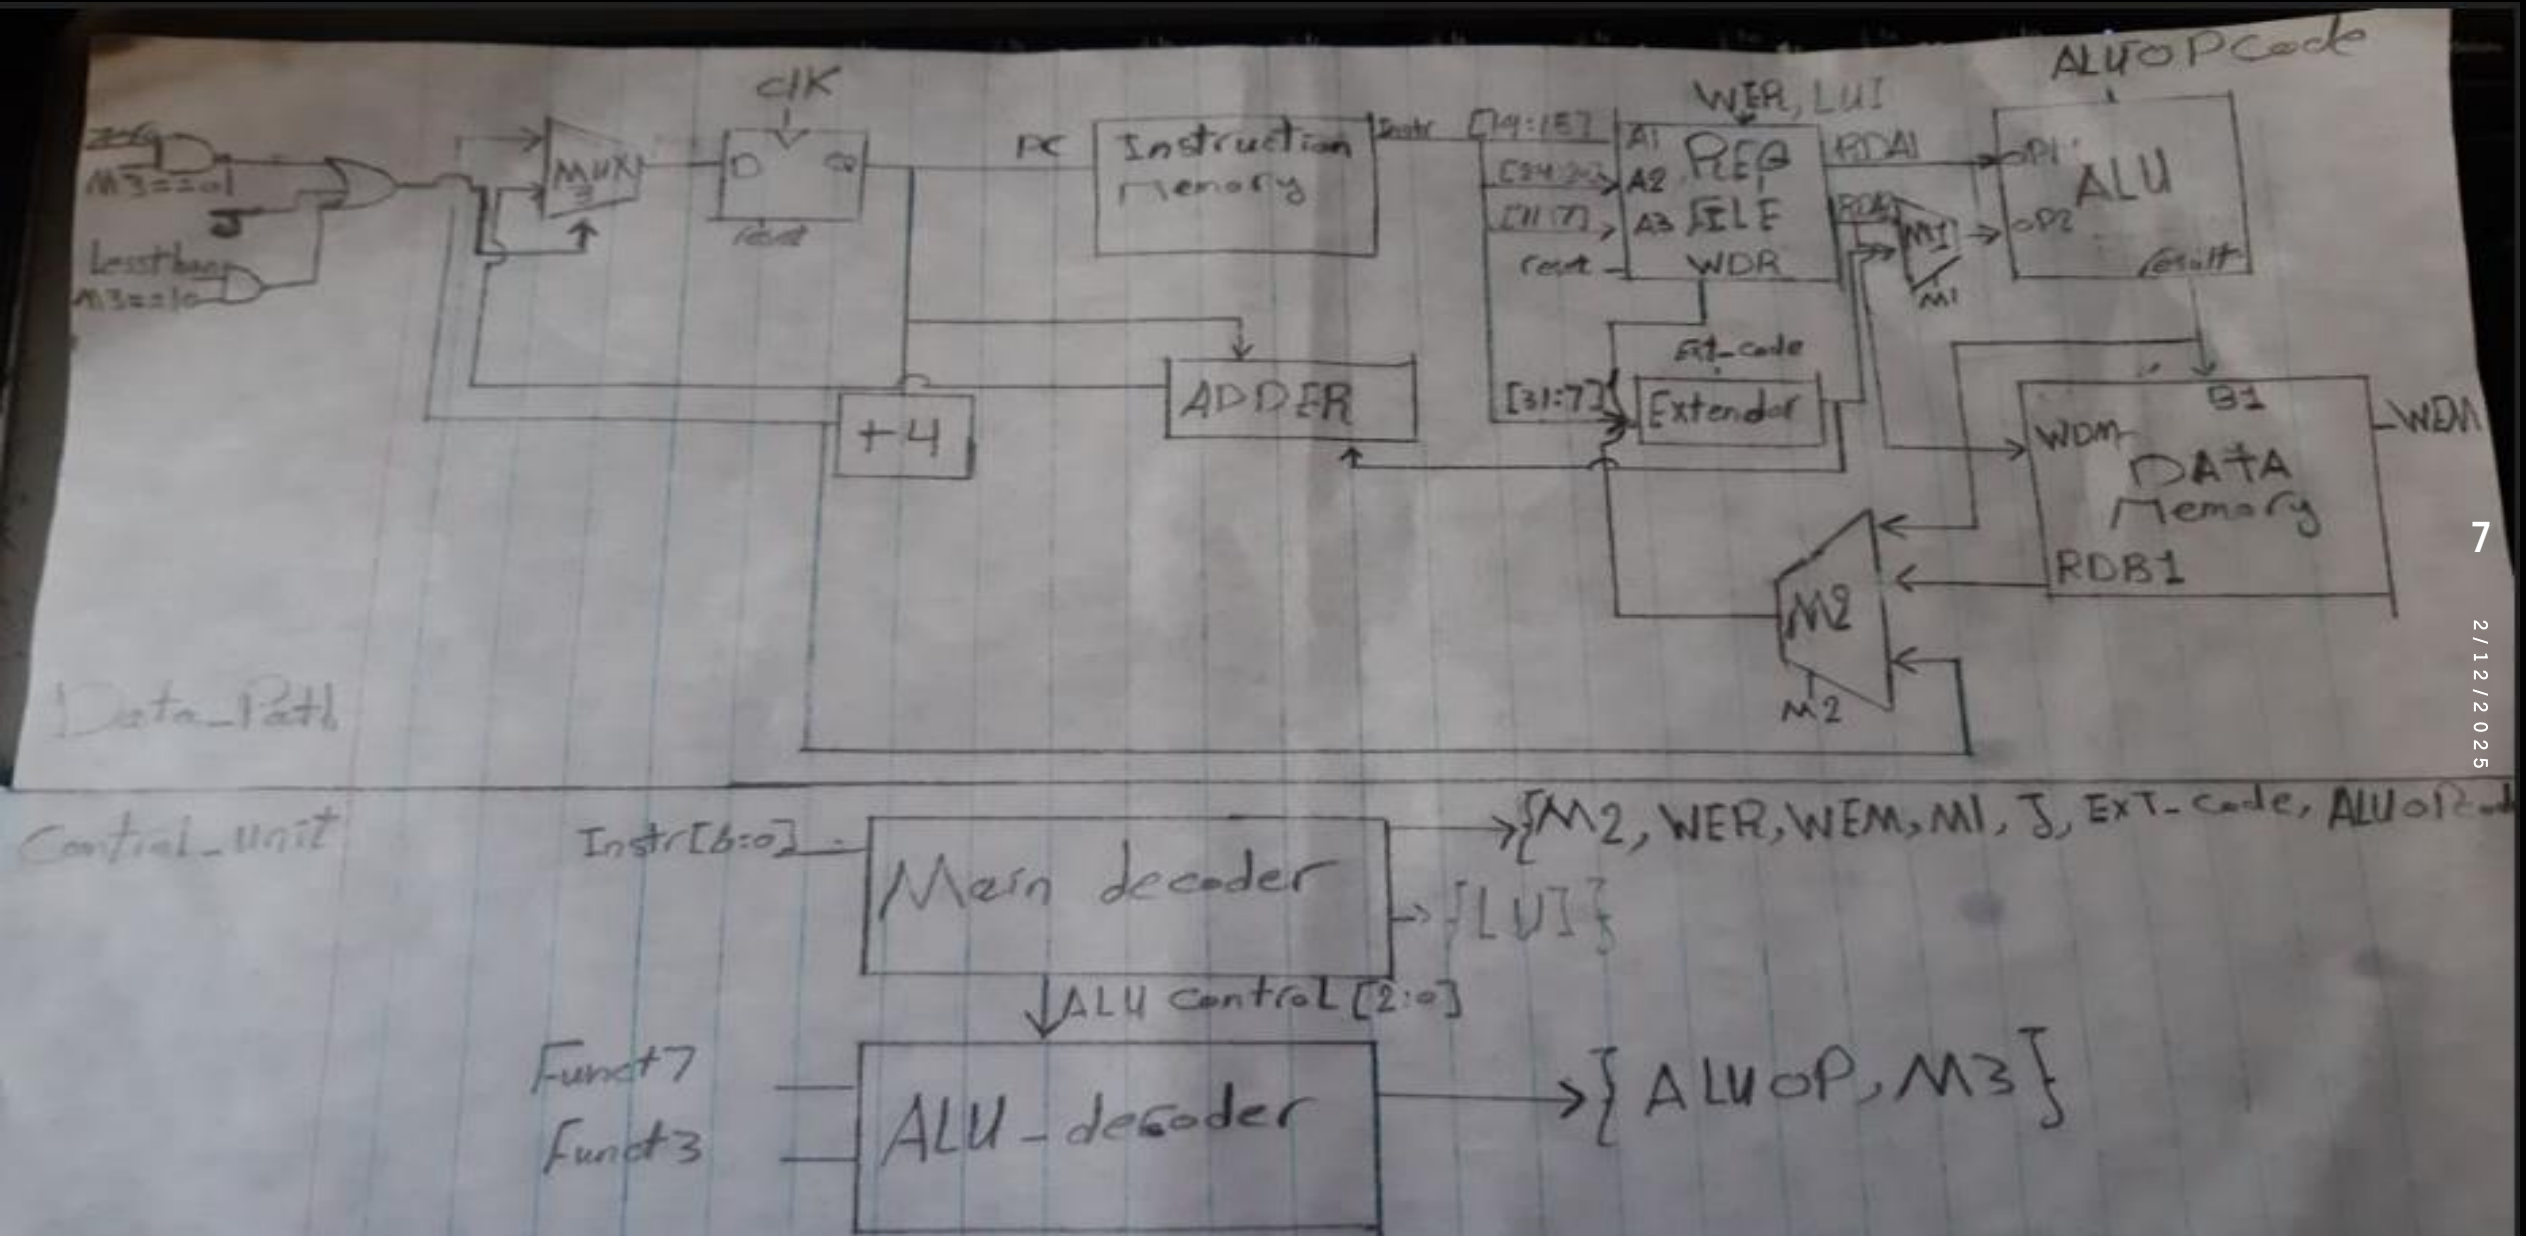 clK
ALUOPCode
WER, LUI
Zero
M3==01
J
Lessthan
M3==10
MUX
3
D
Q
reset
PC
Instruction
Memory
Instr
[19:15]
[24:20]
[11:7]
reset
A1
A2
A3
REG
FILE
WDR
RDA1
M1
M1
OP1
OP2
ALU
result
Ext_code
[31:7]
Extender
ADDER
+4
B1
WDM
DATA
Memory
RDB1
WEM
M2
M2
Data_Path
7
2/12/2025
Control_unit
Instr[6:0]
Main decoder
{M2, WER, WEM, M1, J, EXT_Code, ALUOPCode
{LUI}
ALU Control [2:0]
Funct7
Funct3
ALU_decoder
{ALUOP, M3}